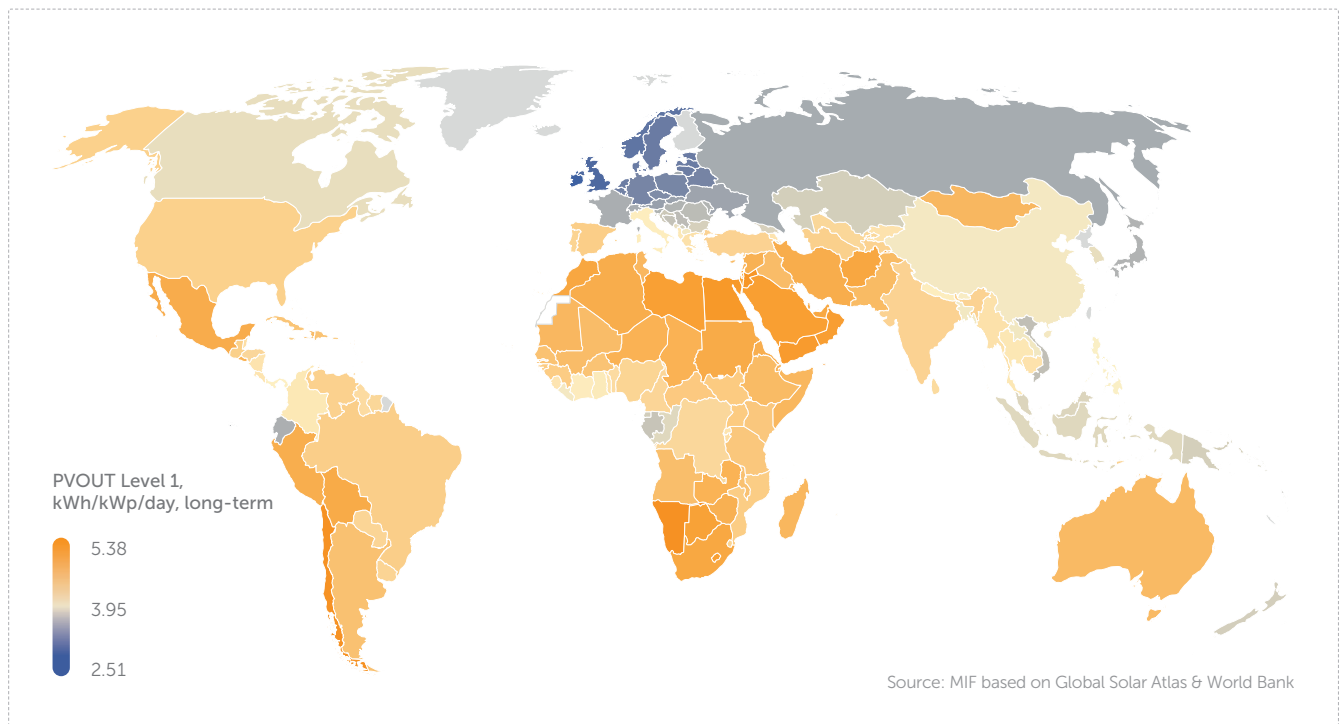 PVOUT Level 1,
kWh/kWp/day, long-term
5.38
3.95
2.51
Source: MIF based on Global Solar Atlas & World Bank